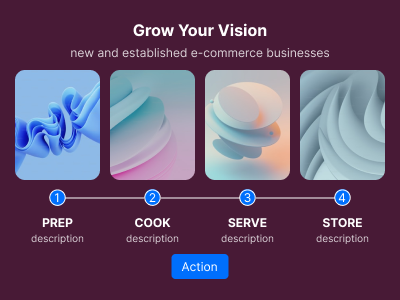 Grow Your Vision
new and established e-commerce businesses
1 2 3 4
PREP COOK SERVE STORE
description description description description
Action